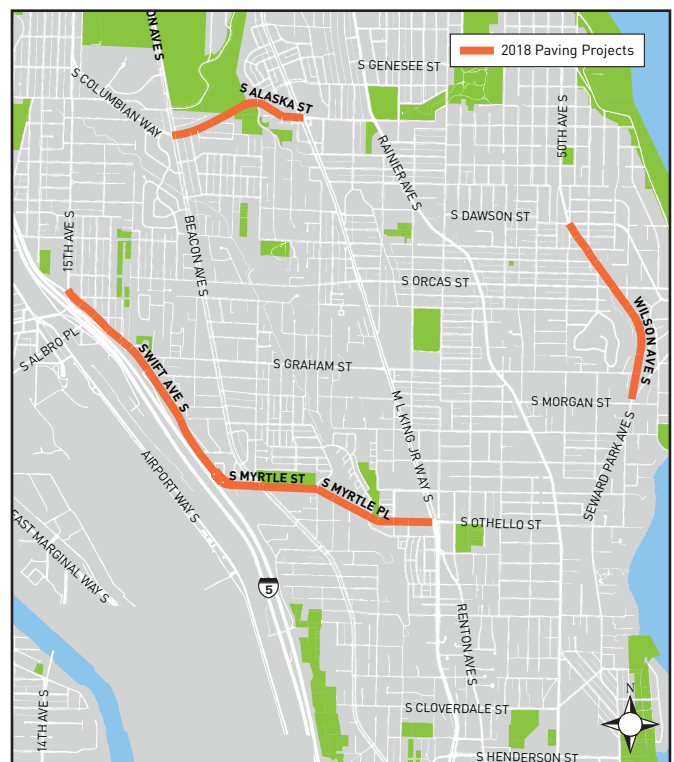 ON AVE S
2018 Paving Projects
S GENESEE ST
S COLUMBIAN WAY
S ALASKA ST
50TH AVE S
RAINIER AVE S
S DAWSON ST
15TH AVE S
BEACON AVE S
S ORCAS ST
WILSON AVE S
S ALBRO PL
SWIFT AVE S
S GRAHAM ST
M L KING JR WAY S
S MORGAN ST
SEWARD PARK AVE S
AIRPORT WAY S
S MYRTLE ST
S MYRTLE PL
S OTHELLO ST
EAST MARGINAL WAY S
5
RENTON AVE S
14TH AVE S
S CLOVERDALE ST
N
S HENDERSON ST